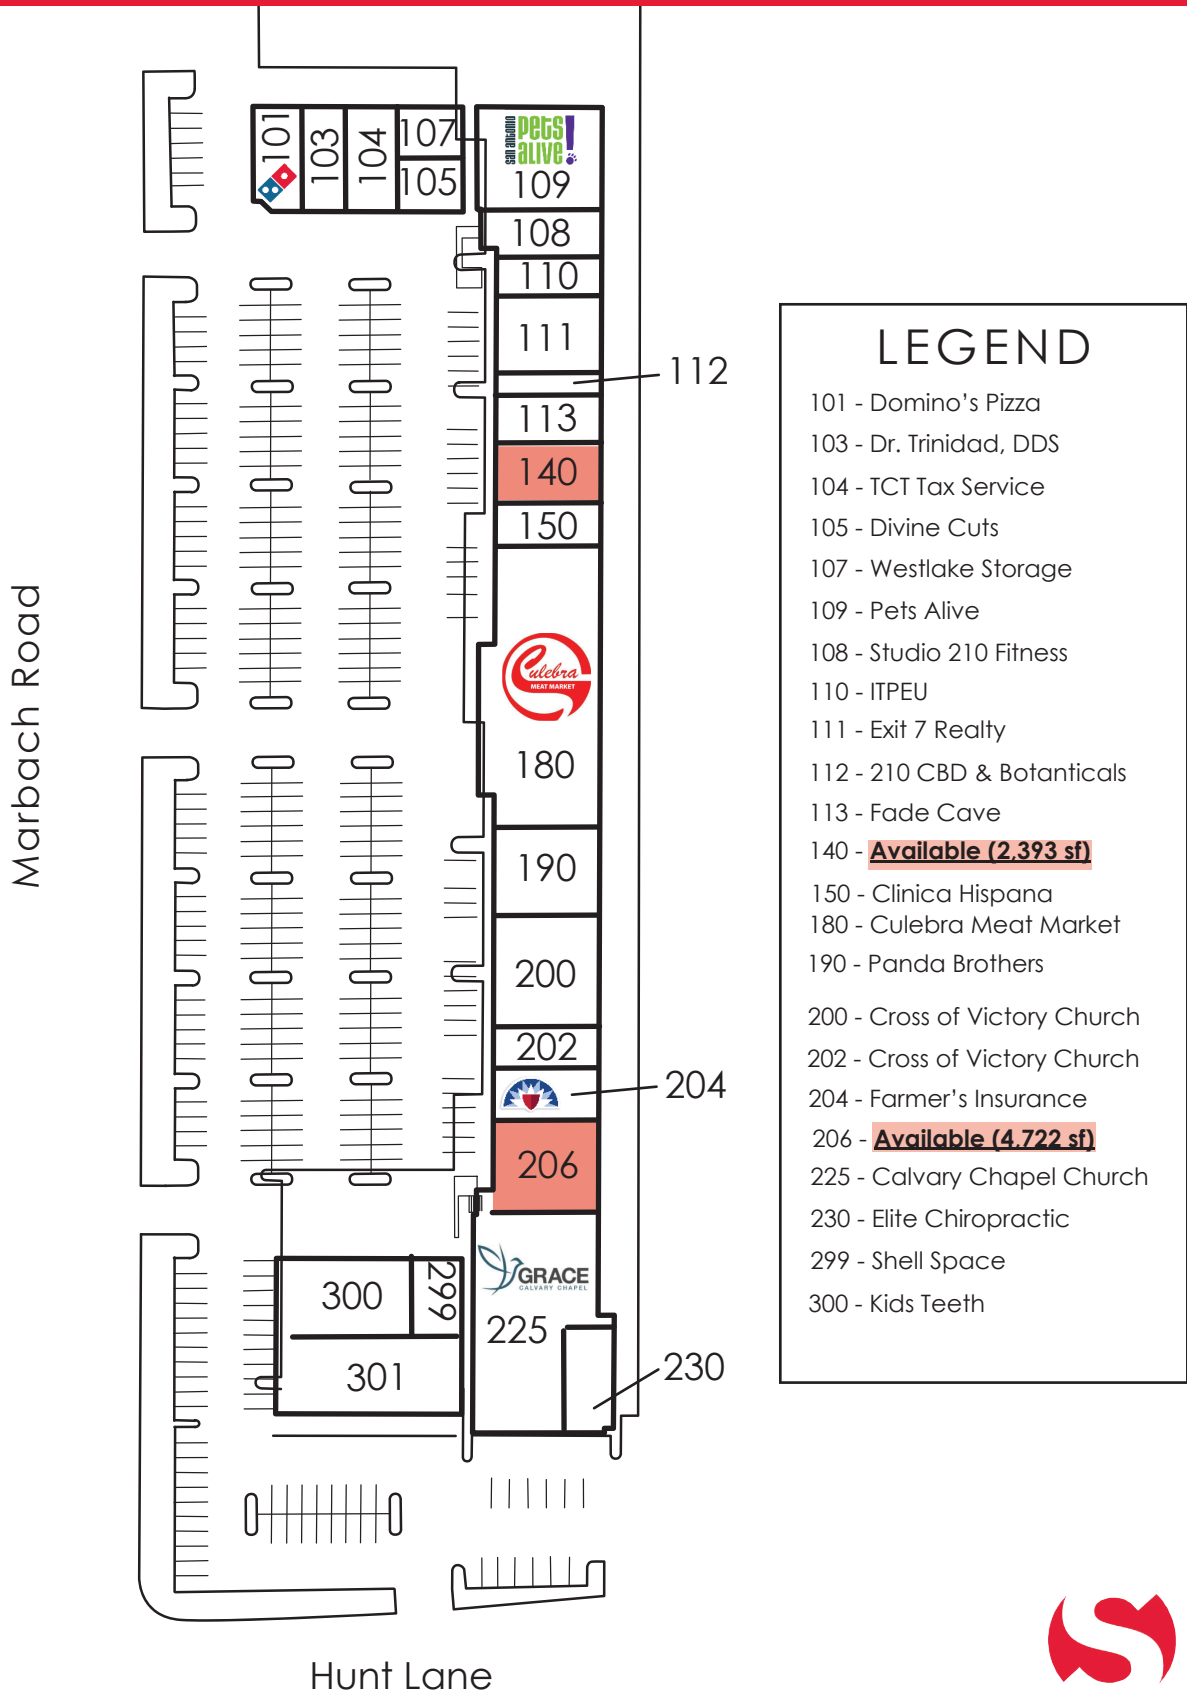 101
103
104
107
105
san antonio
PETS
ALIVE!
109
108
110
111
112
113
140
150
Culebra
MEAT MARKET
180
190
200
202
204
206
GRACE
CALVARY CHAPEL
225
230
300
299
301
Marbach Road
Hunt Lane
LEGEND
101 - Domino's Pizza
103 - Dr. Trinidad, DDS
104 - TCT Tax Service
105 - Divine Cuts
107 - Westlake Storage
109 - Pets Alive
108 - Studio 210 Fitness
110 - ITPEU
111 - Exit 7 Realty
112 - 210 CBD & Botanticals
113 - Fade Cave
140 - Available (2,393 sf)
150 - Clinica Hispana
180 - Culebra Meat Market
190 - Panda Brothers
200 - Cross of Victory Church
202 - Cross of Victory Church
204 - Farmer's Insurance
206 - Available (4,722 sf)
225 - Calvary Chapel Church
230 - Elite Chiropractic
299 - Shell Space
300 - Kids Teeth